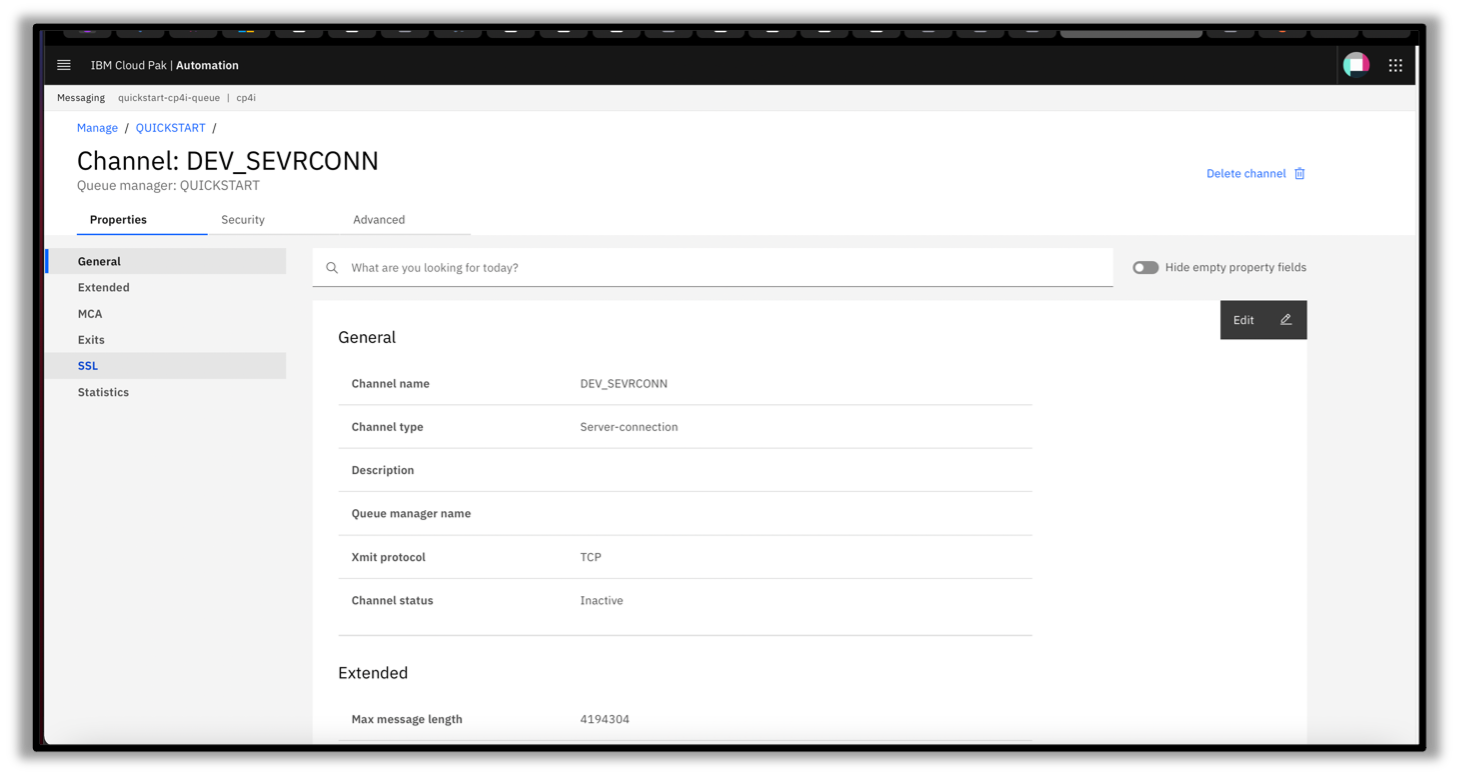 IBM Cloud Pak | Automation
Messaging quickstart-cp4i-queue | cp4i
Manage / QUICKSTART /
Channel: DEV_SEVRCONN
Queue manager: QUICKSTART
Delete channel
Properties Security Advanced
General
Extended
MCA
Exits
SSL
Statistics
What are you looking for today?
Hide empty property fields
Edit
General
Channel name DEV_SEVRCONN
Channel type Server-connection
Description
Queue manager name
Xmit protocol TCP
Channel status Inactive
Extended
Max message length 4194304